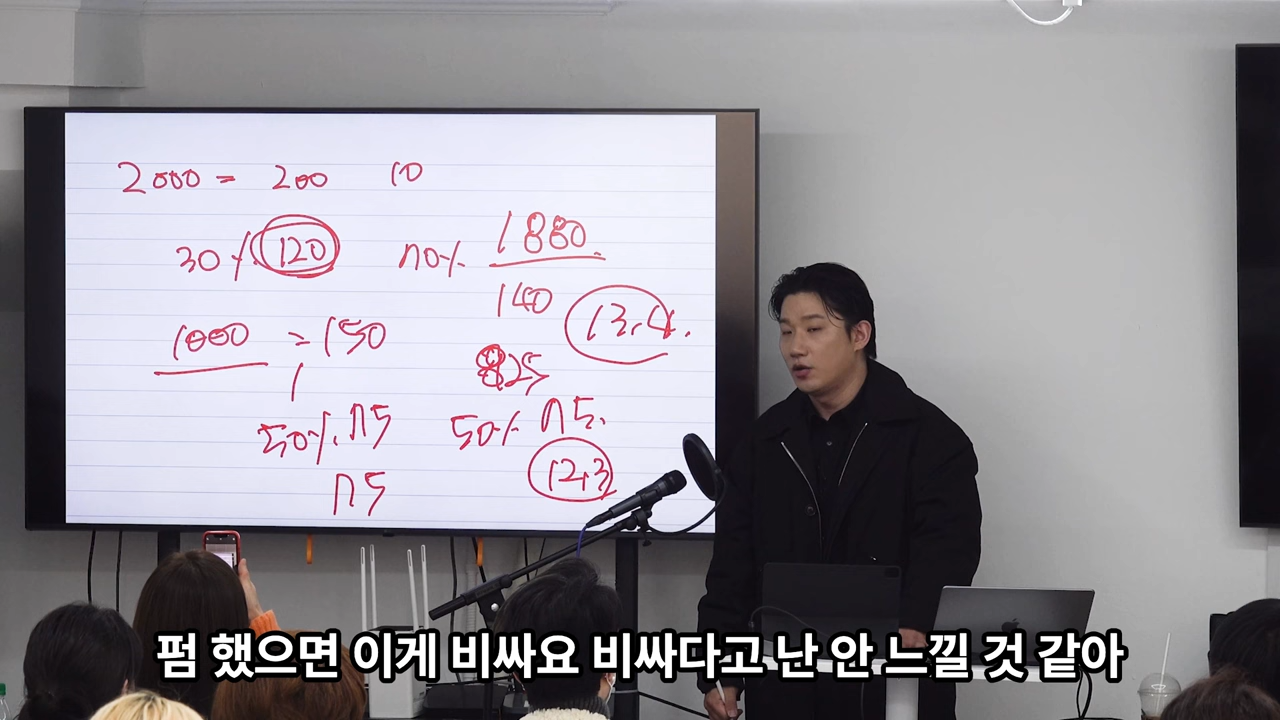 2000 = 200 10
30% 120 70% 1880
140 13.4.
1000 = 150
1 825
50% 75 50% 75.
75 12,3
펌 했으면 이게 비싸요 비싸다고 난 안 느낄 것 같아